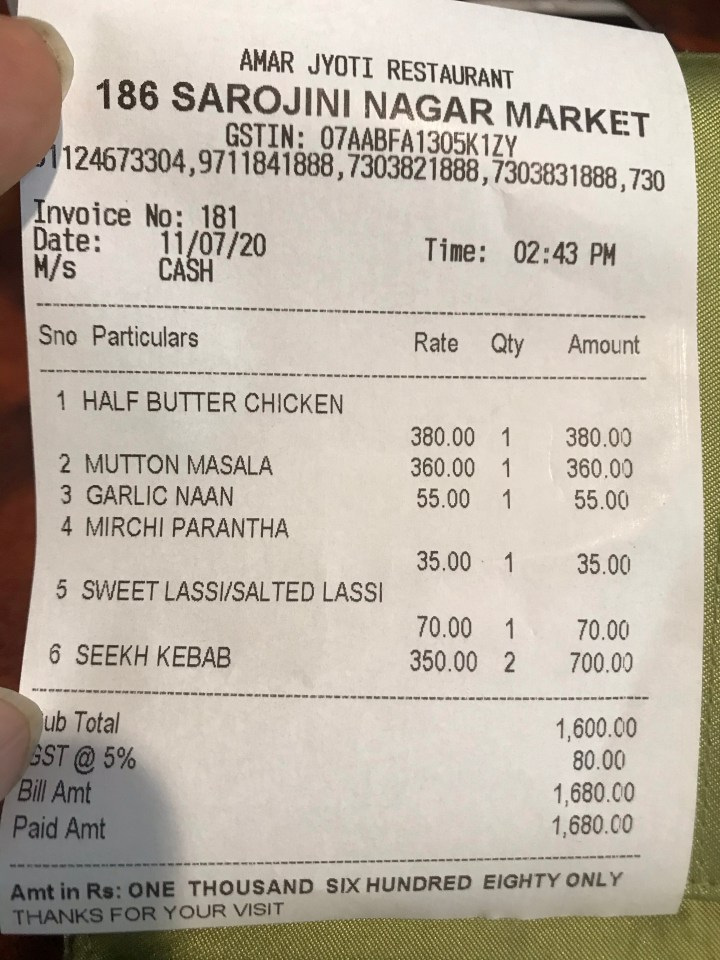 AMAR JYOTI RESTAURANT
186 SAROJINI NAGAR MARKET
GSTIN: 07AABFA1305K1ZY
1124673304,9711841888,7303821888,7303831888,730
Invoice No: 181
Date: 11/07/20 Time: 02:43 PM
M/s CASH
Sno Particulars Rate Qty Amount
1 HALF BUTTER CHICKEN
380.00 1 380.00
2 MUTTON MASALA 360.00 1 360.00
3 GARLIC NAAN 55.00 1 55.00
4 MIRCHI PARANTHA
35.00 1 35.00
5 SWEET LASSI/SALTED LASSI
70.00 1 70.00
6 SEEKH KEBAB 350.00 2 700.00
ub Total 1,600.00
GST @ 5% 80.00
Bill Amt 1,680.00
Paid Amt 1,680.00
Amt in Rs: ONE THOUSAND SIX HUNDRED EIGHTY ONLY
THANKS FOR YOUR VISIT